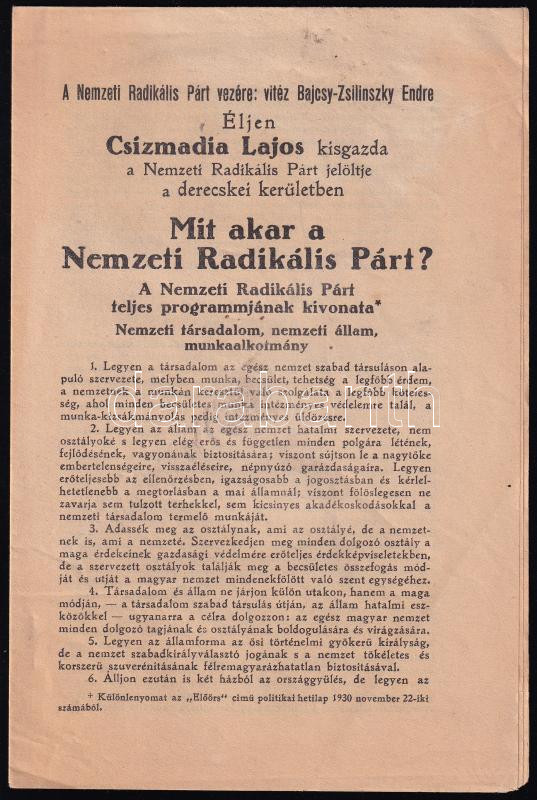 A Nemzeti Radikális Párt vezére: vitéz Bajcsy-Zsilinszky Endre
Éljen
Csizmadia Lajos kisgazda
a Nemzeti Radikális Párt jelöltje
a derecskei kerületben
Mit akar a
Nemzeti Radikális Párt?
A Nemzeti Radikális Párt
teljes programmjának kivonata*
Nemzeti társadalom, nemzeti állam,
munkaalkotmány
1. Legyen a társadalom az egész nemzet szabad társuláson ala-
puló szervezete, melyben munka, becsület, tehetség a legfőbb érdem,
a nemzetnek a munkán keresztül való szolgálata a legfőbb köteles-
ség, ahol minden becsületes munka intézményes védelemre talál, a
munka-kizsákmányolás pedig intézményes üldözésre.
2. Legyen az állam az egész nemzet hatalmi szervezete, nem
osztályoké s legyen elég erős és független minden polgára létének,
fejlődésének, vagyonának biztosítására; viszont sújtson le a nagytőke
embertelenségeire, visszaéléseire, népnyúzó garázdaságaira. Legyen
erőteljesebb az ellenőrzésben, igazságosabb a jogosztásban és kérlel-
hetetlenebb a megtorlásban a mai államnál; viszont fölöslegesen ne
zavarja sem tulzott terhekkel, sem kicsinyes akadékoskodásokkal a
nemzeti társadalom termelő munkáját.
3. Adassék meg az osztálynak, ami az osztályé, de a nemzet-
nek is, ami a nemzeté. Szervezkedjen meg minden dolgozó osztály a
maga érdekeinek gazdasági védelmére erőteljes érdekképviseletekben,
de a szervezett osztályok találják meg a becsületes összefogás mód-
ját és utját a magyar nemzet mindenekfölött való szent egységéhez.
4. Társadalom és állam ne járjon külön utakon, hanem a maga
módján, — a társadalom szabad társulás útján, az állam hatalmi esz-
közökkel — ugyanarra a célra dolgozzon: az egész magyar nemzet
minden dolgozó tagjának és osztályának boldogulására és virágzására.
5. Legyen az államforma az ősi történelmi gyökerű királyság,
de a nemzet szabadkirályválasztó jogának s a nemzet tökéletes és
korszerű szuverénitásának félremagyarázhatatlan biztositásával.
6. Álljon ezután is két házból az országgyülés, de legyen az
+ Különlenyomat az „Előőrs" cimű politikai hetilap 1930 november 22-iki
számából.
darabanth